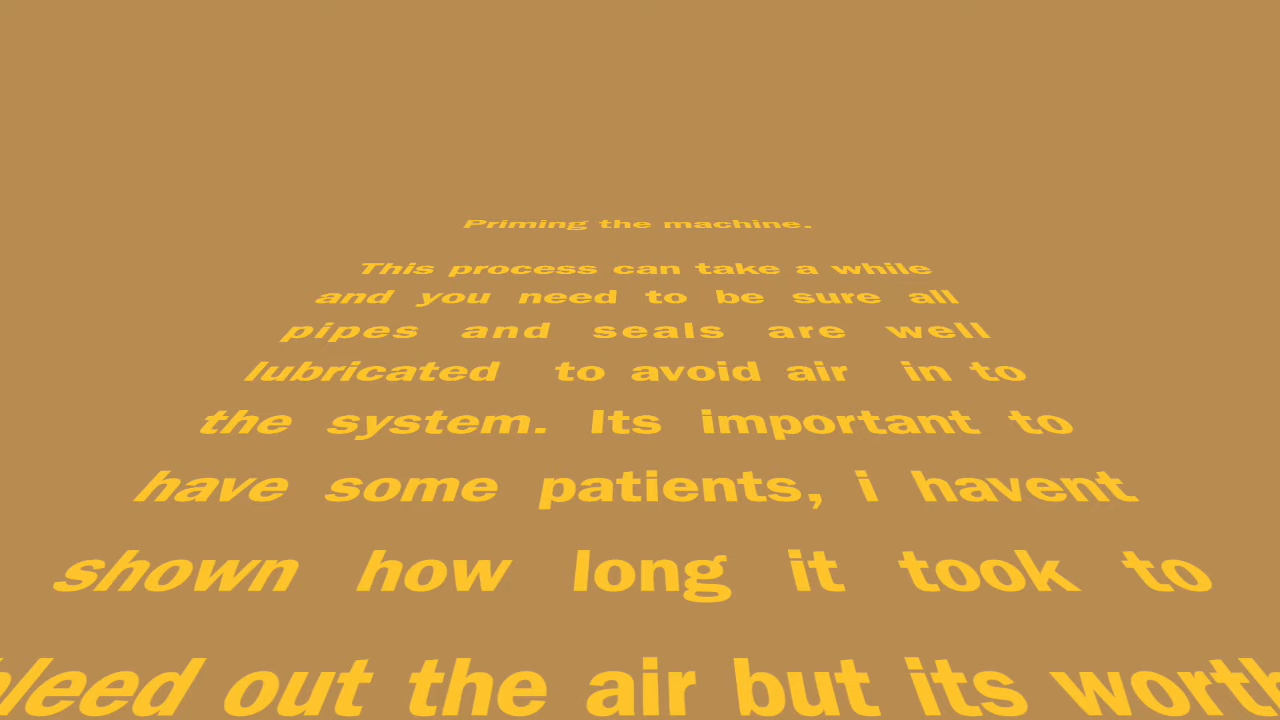 Priming the machine.
This process can take a while
and you need to be sure all
pipes and seals are well
lubricated to avoid air in to
the system. Its important to
have some patients, i havent
shown how long it took to
bleed out the air but its worth